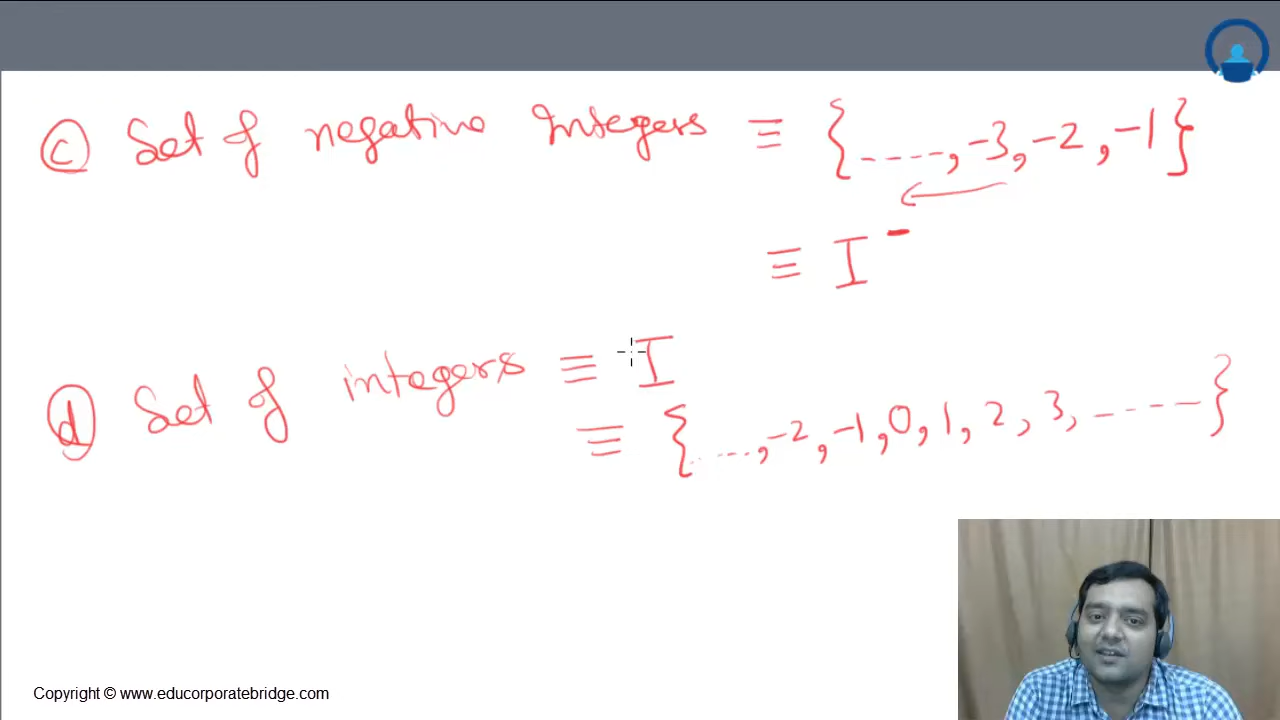 (c) Set of negative Integers ≡ {....., -3, -2, -1}
≡ I⁻
(d) Set of integers ≡ I
≡ {....., -2, -1, 0, 1, 2, 3, -----}
Copyright © www.educorporatebridge.com